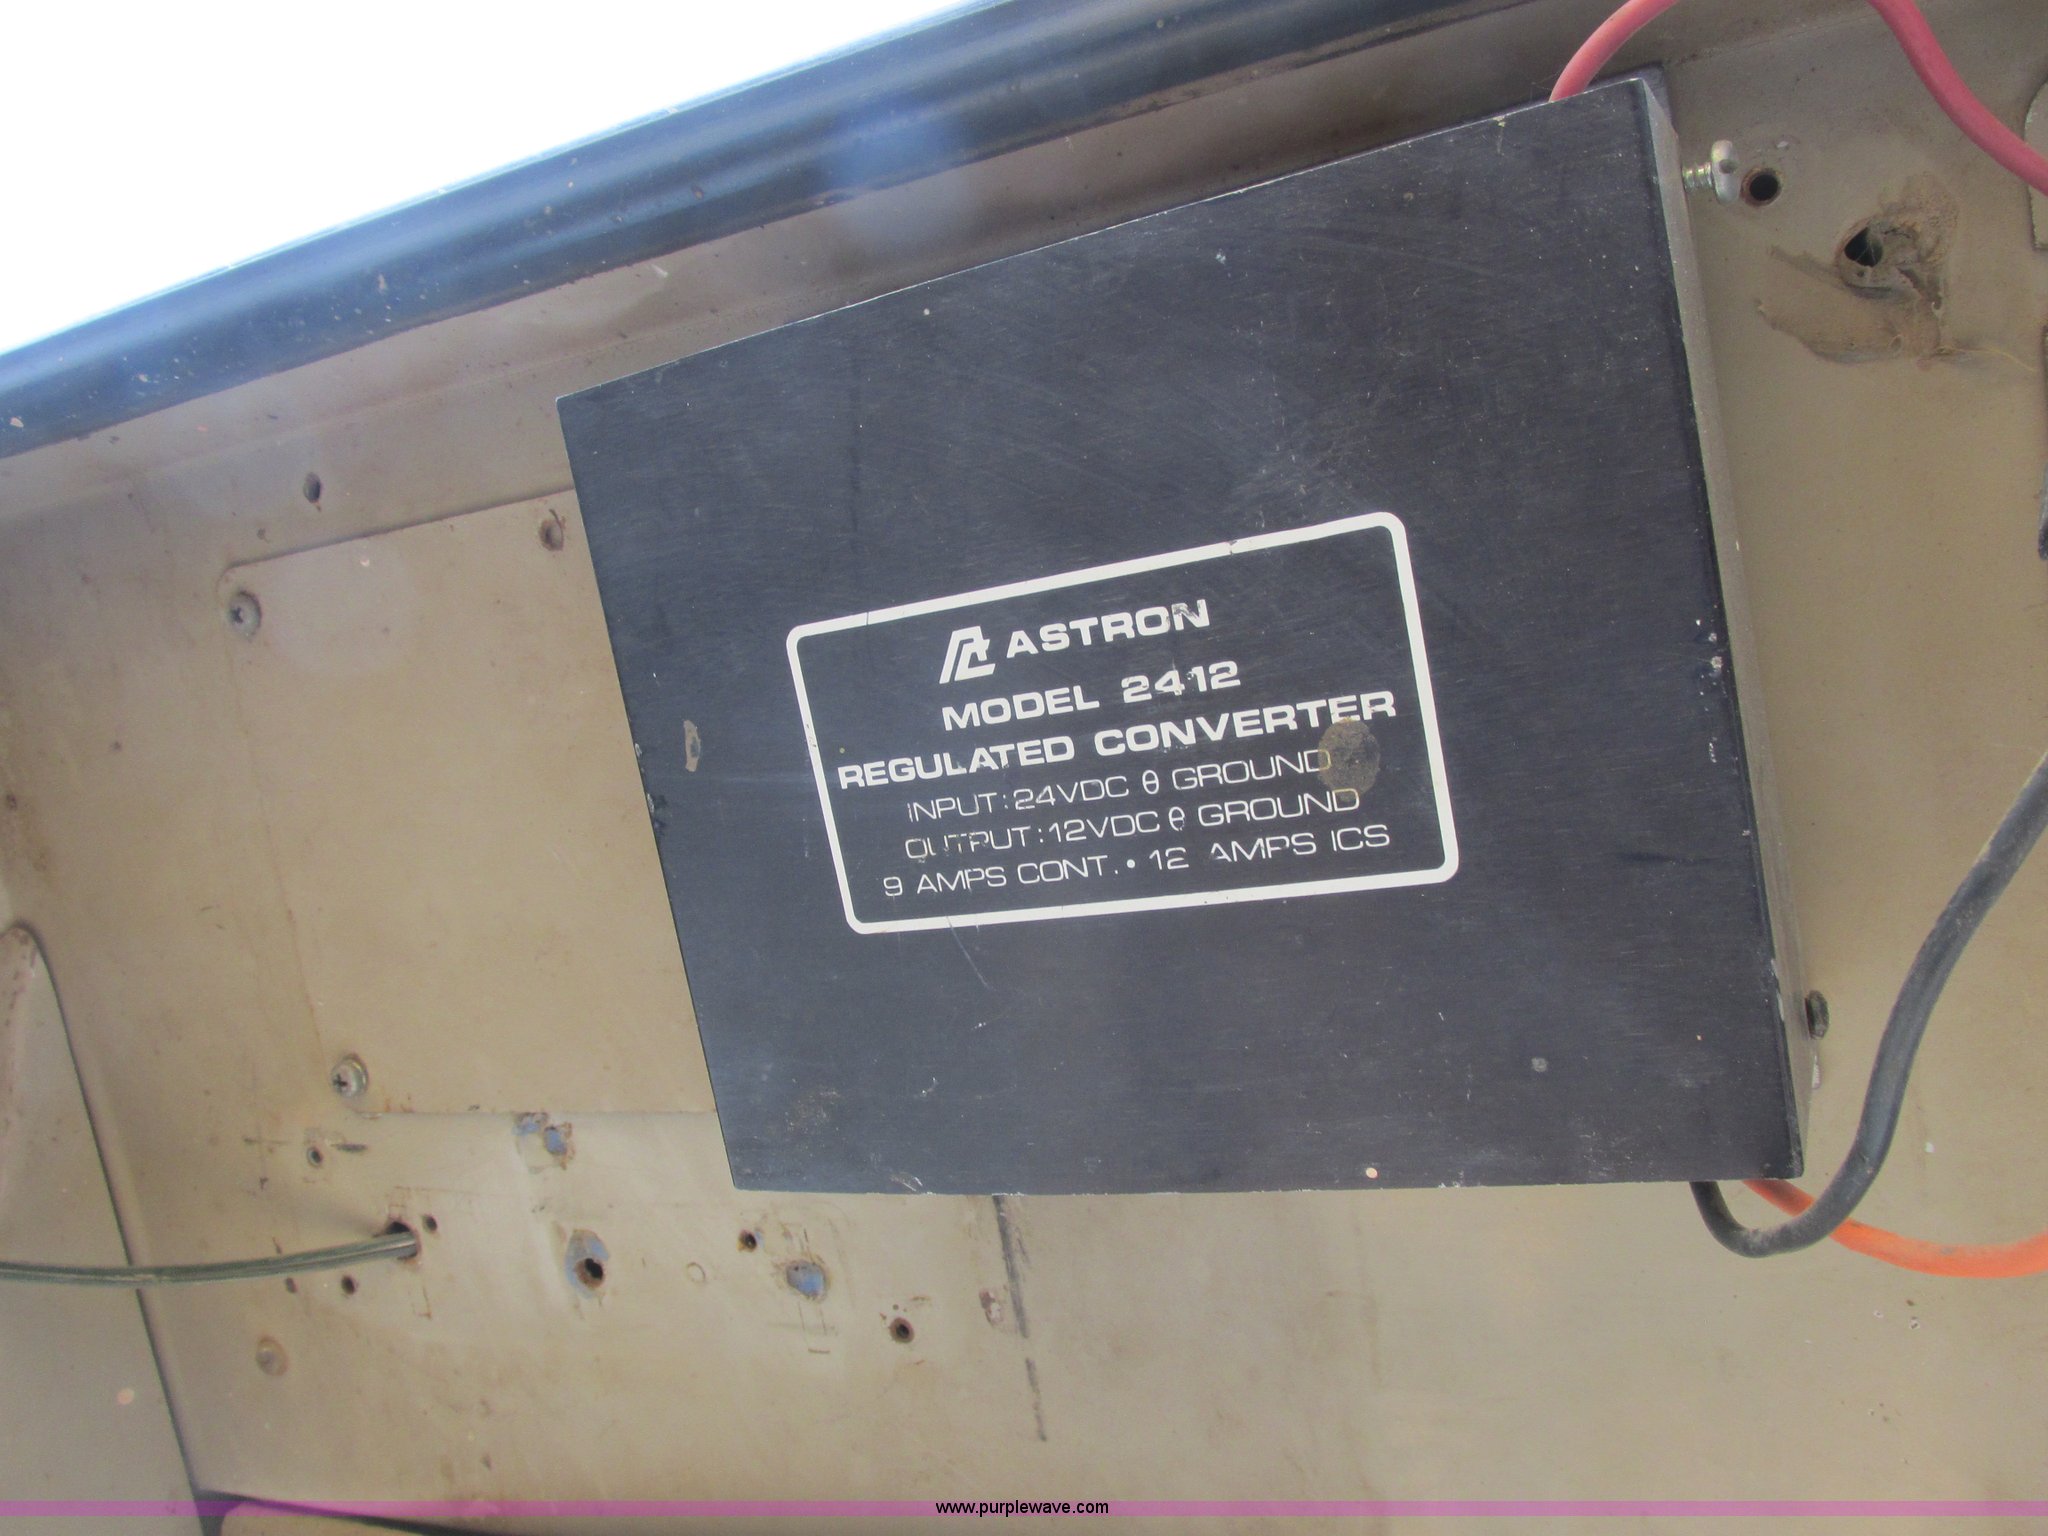 ASTRON
MODEL 2412
REGULATED CONVERTER
INPUT: 24VDC θ GROUND
OUTPUT: 12VDC θ GROUND
9 AMPS CONT. • 12 AMPS ICS
www.purplewave.com